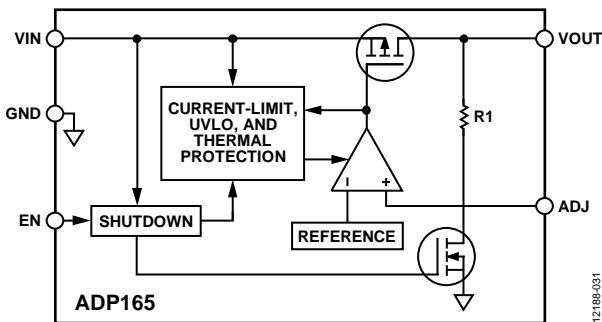 VIN
VOUT
GND
CURRENT-LIMIT,
UVLO, AND
THERMAL
PROTECTION
R1
EN
SHUTDOWN
REFERENCE
ADJ
ADP165
12188-031